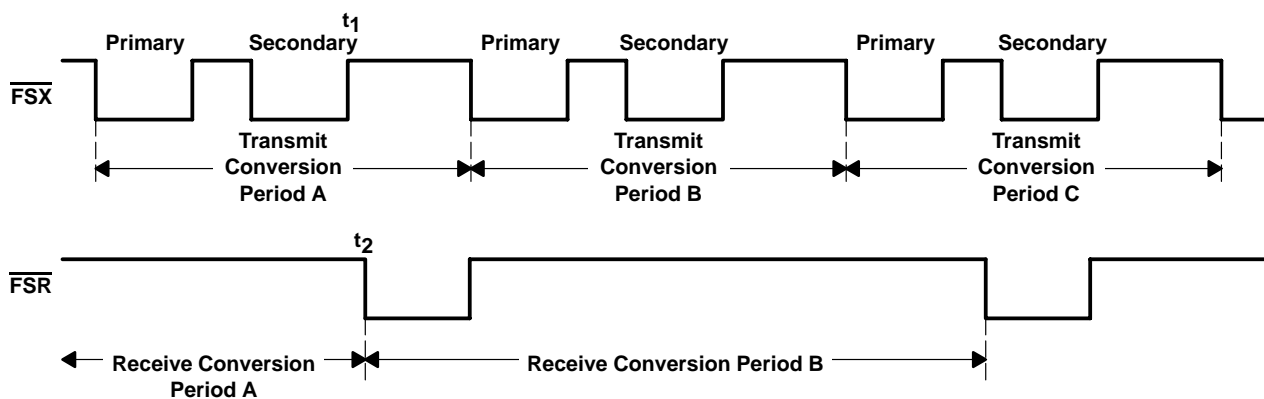 t1
Primary Secondary Primary Secondary Primary Secondary
FSX
Transmit Transmit Transmit
Conversion Conversion Conversion
Period A Period B Period C
t2
FSR
Receive Conversion Receive Conversion Period B
Period A